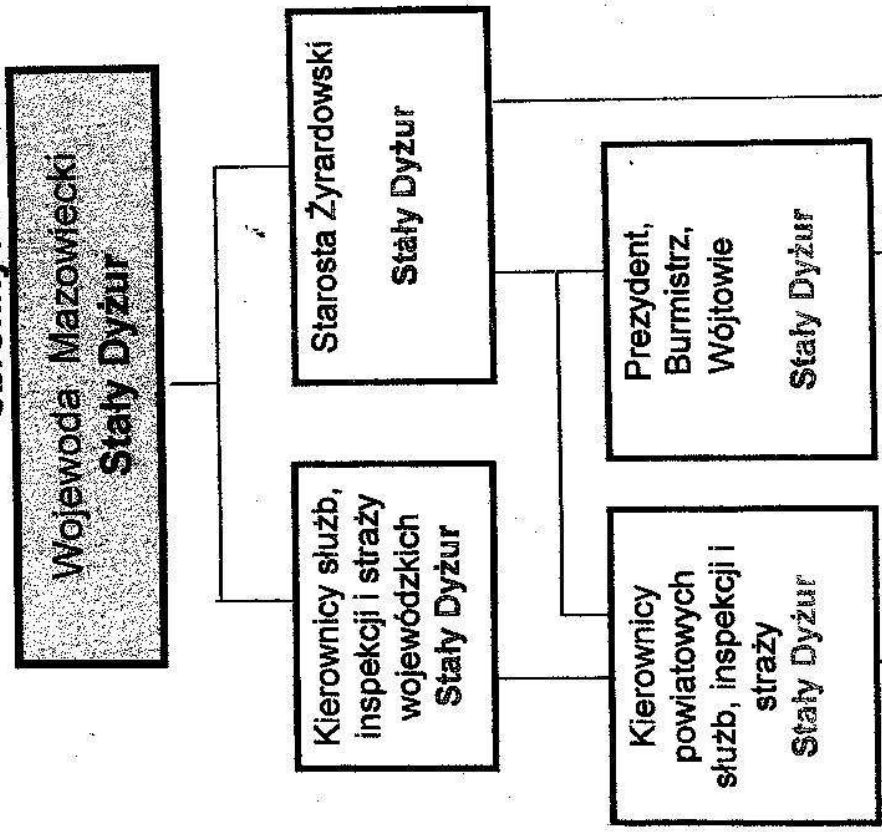 Wojewoda Mazowiecki
Stały Dyżur
Kierownicy służb,
inspekcji i straży
wojewódzkich
Stały Dyżur
Starosta Żyrardowski
Stały Dyżur
Kierownicy
powiatowych
służb, inspekcji i
straży
Stały Dyżur
Prezydent,
Burmistrz,
Wójtowie
Stały Dyżur